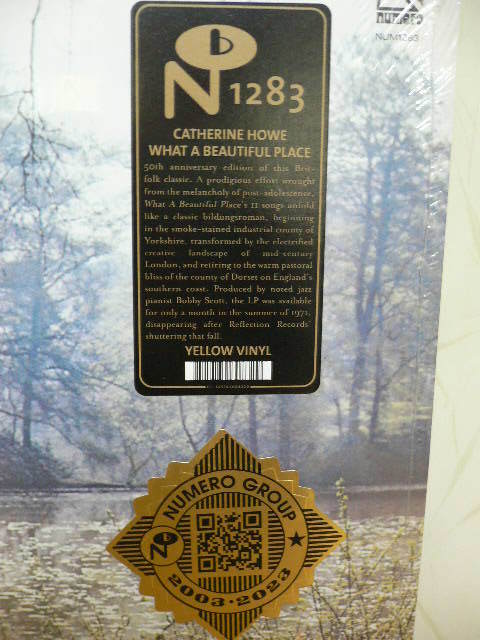 numero
NUM1283
Nb 1283
CATHERINE HOWE
WHAT A BEAUTIFUL PLACE
50th anniversary edition of this Brit-
folk classic. A prodigious effort wrought
from the melancholy of post-adolescence,
What A Beautiful Place's 11 songs unfold
like a classic bildungsroman, beginning
in the smoke-stained industrial county of
Yorkshire, transformed by the electrified
creative landscape of mid-century
London, and retiring to the warm pastoral
bliss of the county of Dorset on England's
southern coast. Produced by noted jazz
pianist Bobby Scott, the LP was available
for only a month in the summer of 1971,
disappearing after Reflection Records'
shuttering that fall.
YELLOW VINYL
NUMERO GROUP
Nb
2003·2023